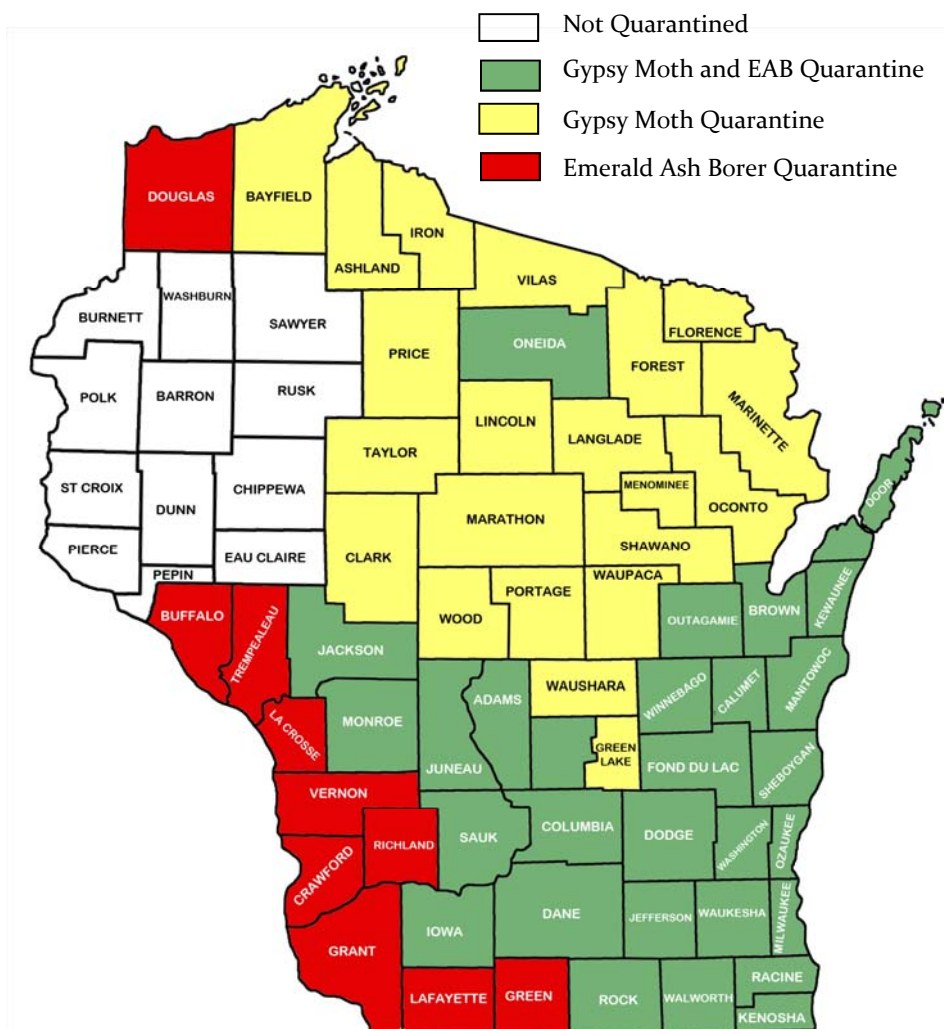 Not Quarantined
Gypsy Moth and EAB Quarantine
Gypsy Moth Quarantine
Emerald Ash Borer Quarantine
DOUGLAS
BAYFIELD
IRON
ASHLAND
VILAS
WASHBURN
BURNETT
SAWYER
FLORENCE
ONEIDA
PRICE
FOREST
RUSK
POLK
BARRON
MARINETTE
LINCOLN
LANGLADE
TAYLOR
MENOMINEE
ST CROIX
CHIPPEWA
DOOR
DUNN
OCONTO
MARATHON
SHAWANO
PIERCE
EAU CLAIRE
CLARK
PEPIN
WAUPACA
PORTAGE
KEWAUNEE
BUFFALO
WOOD
OUTAGAMIE
BROWN
TREMPEALEAU
JACKSON
WAUSHARA
ADAMS
WINNEBAGO
CALUMET
MANITOWOC
MONROE
LA CROSSE
GREEN
LAKE
JUNEAU
FOND DU LAC
SHEBOYGAN
VERNON
COLUMBIA
DODGE
SAUK
RICHLAND
WASHINGTON
OZAUKEE
CRAWFORD
DANE
JEFFERSON
WAUKESHA
MILWAUKEE
IOWA
GRANT
RACINE
LAFAYETTE
GREEN
ROCK
WALWORTH
KENOSHA